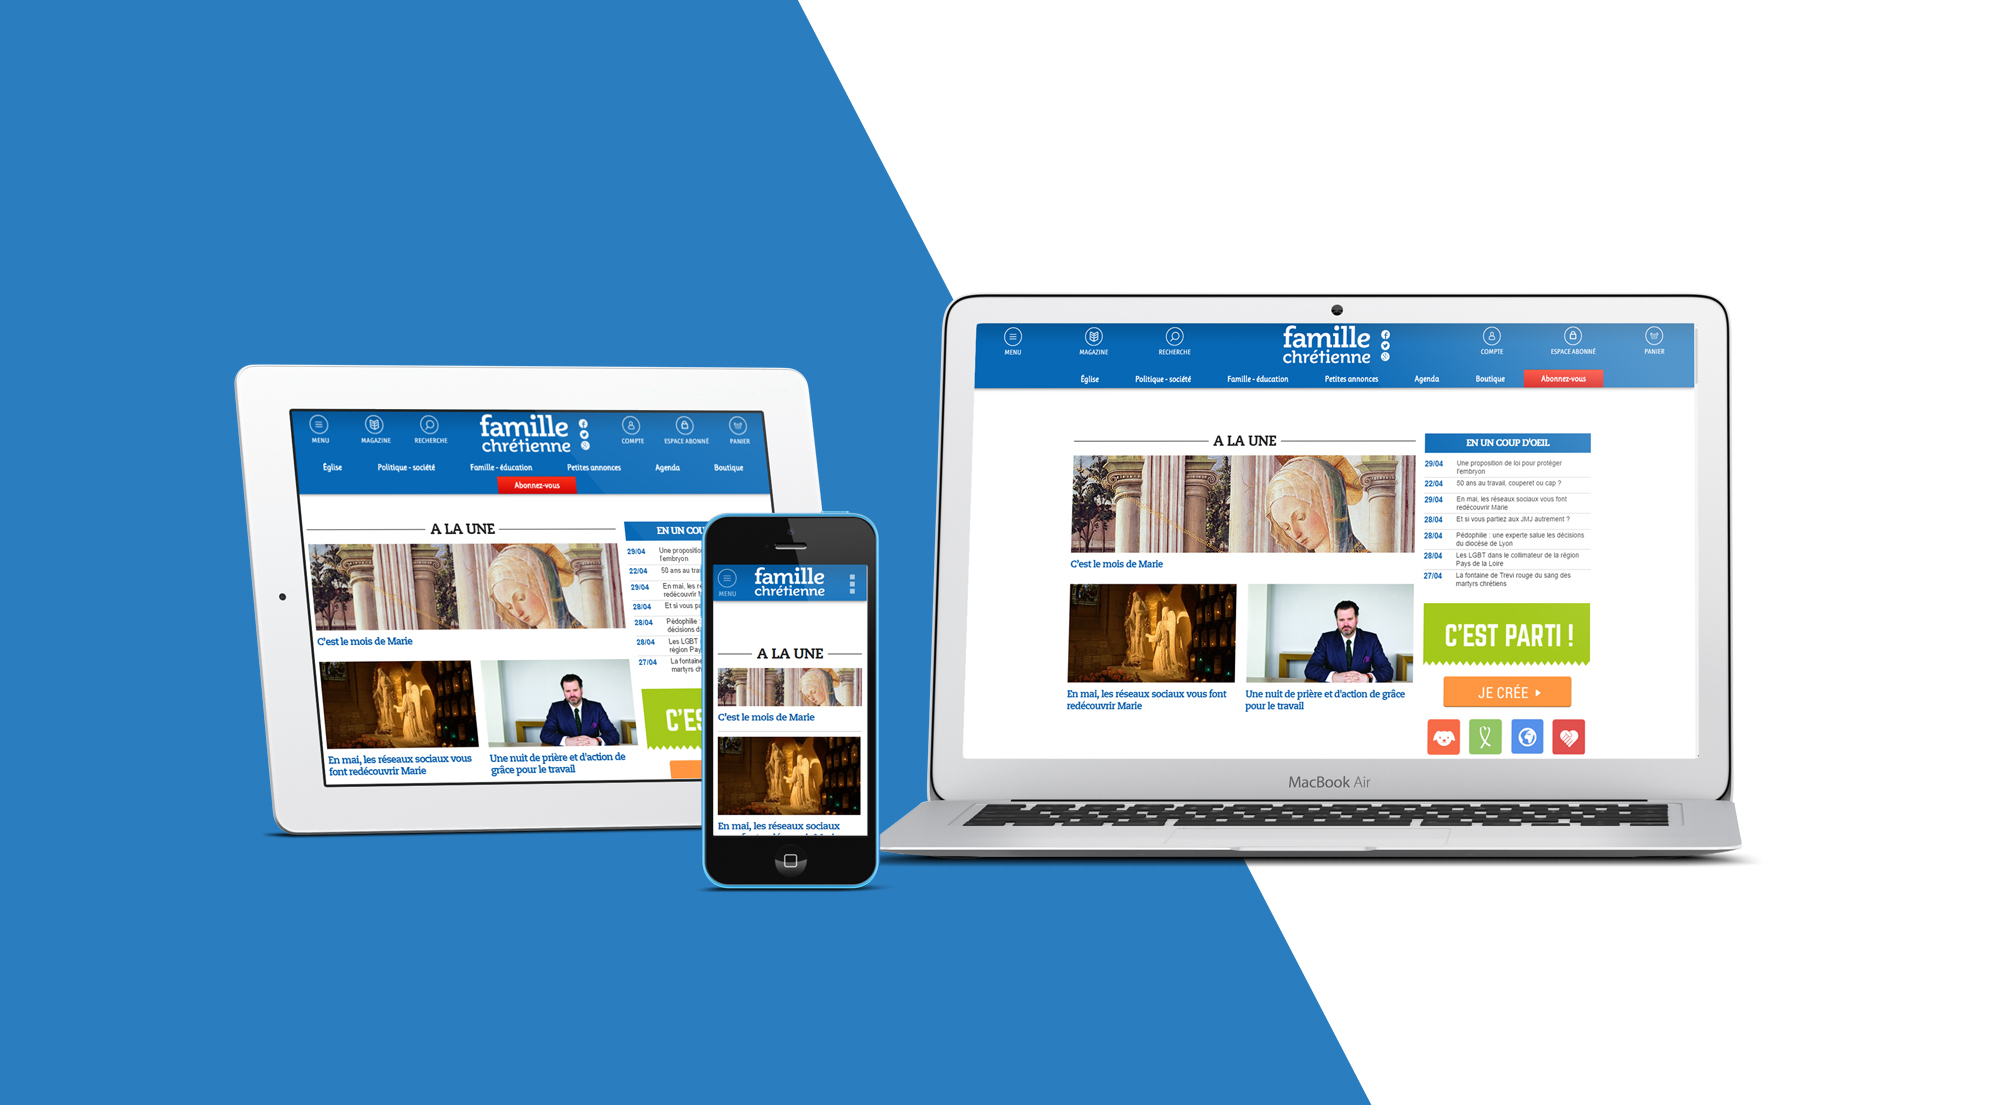 MENU
MAGAZINE
RECHERCHE
famille
chrétienne
COMPTE
ESPACE ABONNÉ
PANIER
Église
Politique - société
Famille - éducation
Petites annonces
Agenda
Boutique
Abonnez-vous
A LA UNE
C'est le mois de Marie
En mai, les réseaux sociaux vous
font redécouvrir Marie
Une nuit de prière et d'action de
grâce pour le travail
EN UN COU
29/04 Une propositio
l'embryon
22/04 50 ans au tra
29/04 En mai, les r
redécouvrir
28/04 Et si vous pa
28/04 Pédophilie :
décisions d
28/04 Les LGBT
région Pay
27/04 La fontaine
martyrs ch
C'ES
MENU
famille
chrétienne
A LA UNE
C'est le mois de Marie
En mai, les réseaux sociaux
MENU
MAGAZINE
RECHERCHE
famille
chrétienne
COMPTE
ESPACE ABONNÉ
PANIER
Église
Politique - société
Famille - éducation
Petites annonces
Agenda
Boutique
Abonnez-vous
A LA UNE
C'est le mois de Marie
En mai, les réseaux sociaux vous font
redécouvrir Marie
Une nuit de prière et d'action de grâce
pour le travail
EN UN COUP D'OEIL
29/04 Une proposition de loi pour protéger
l'embryon
22/04 50 ans au travail, couperet ou cap ?
29/04 En mai, les réseaux sociaux vous font
redécouvrir Marie
28/04 Et si vous partiez aux JMJ autrement ?
28/04 Pédophilie : une experte salue les décisions
du diocèse de Lyon
28/04 Les LGBT dans le collimateur de la région
Pays de la Loire
27/04 La fontaine de Trevi rouge du sang des
martyrs chrétiens
C'EST PARTI !
JE CRÉE
MacBook Air